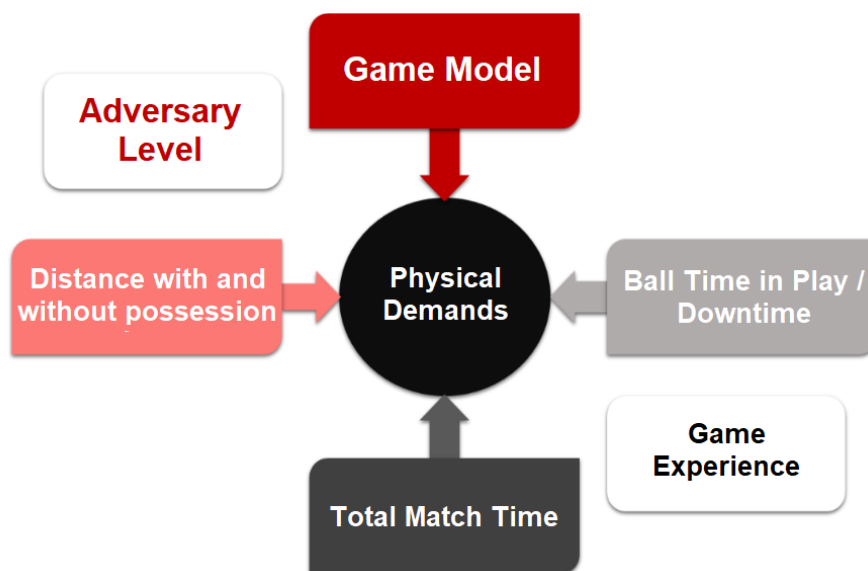 Game Model
Adversary
Level
Distance with and
without possession
Physical
Demands
Ball Time in Play /
Downtime
Game
Experience
Total Match Time